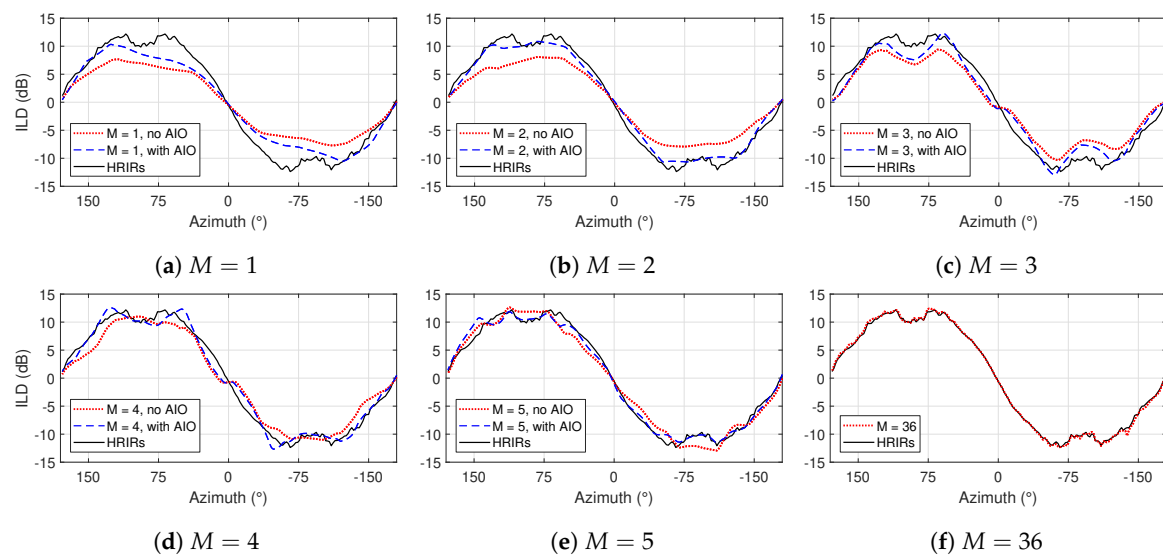 15
10
5
0
-5
-10
-15
ILD (dB)
M = 1, no AIO
M = 1, with AIO
HRIRs
150 75 0 -75 -150
Azimuth (°)
(a) M = 1
15
10
5
0
-5
-10
-15
M = 2, no AIO
M = 2, with AIO
HRIRs
150 75 0 -75 -150
Azimuth (°)
(b) M = 2
15
10
5
0
-5
-10
-15
M = 3, no AIO
M = 3, with AIO
HRIRs
150 75 0 -75 -150
Azimuth (°)
(c) M = 3
15
10
5
0
-5
-10
-15
ILD (dB)
M = 4, no AIO
M = 4, with AIO
HRIRs
150 75 0 -75 -150
Azimuth (°)
(d) M = 4
15
10
5
0
-5
-10
-15
M = 5, no AIO
M = 5, with AIO
HRIRs
150 75 0 -75 -150
Azimuth (°)
(e) M = 5
15
10
5
0
-5
-10
-15
M = 36
HRIRs
150 75 0 -75 -150
Azimuth (°)
(f) M = 36